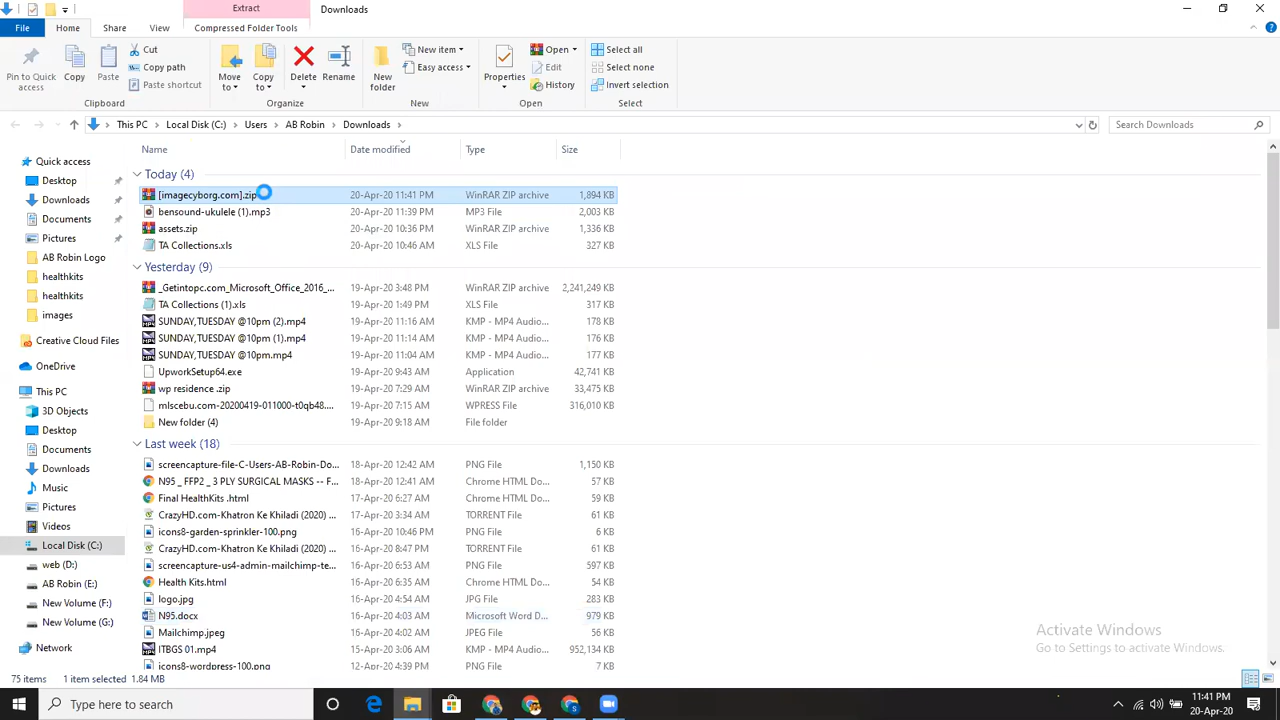 Extract
Downloads
File Home Share View Compressed Folder Tools
Pin to Quick access
Copy
Paste
Cut
Copy path
Paste shortcut
Clipboard
Move to
Copy to
Delete
Rename
Organize
New folder
New item
Easy access
New
Properties
Open
Edit
History
Open
Select all
Select none
Invert selection
Select
This PC > Local Disk (C:) > Users > AB Robin > Downloads >
Search Downloads
Name Date modified Type Size
Quick access
Desktop
Downloads
Documents
Pictures
AB Robin Logo
healthkits
healthkits
images
Creative Cloud Files
OneDrive
This PC
3D Objects
Desktop
Documents
Downloads
Music
Pictures
Videos
Local Disk (C:)
web (D:)
AB Robin (E:)
New Volume (F:)
New Volume (G:)
Network
Today (4)
[imagecyborg.com].zip 20-Apr-20 11:41 PM WinRAR ZIP archive 1,894 KB
bensound-ukulele (1).mp3 20-Apr-20 11:39 PM MP3 File 2,003 KB
assets.zip 20-Apr-20 10:36 PM WinRAR ZIP archive 1,336 KB
TA Collections.xls 20-Apr-20 10:46 AM XLS File 327 KB
Yesterday (9)
_Getintopc.com_Microsoft_Office_2016_... 19-Apr-20 3:48 PM WinRAR ZIP archive 2,241,249 KB
TA Collections (1).xls 19-Apr-20 1:49 PM XLS File 317 KB
SUNDAY,TUESDAY @10pm (2).mp4 19-Apr-20 11:16 AM KMP - MP4 Audio... 178 KB
SUNDAY,TUESDAY @10pm (1).mp4 19-Apr-20 11:14 AM KMP - MP4 Audio... 176 KB
SUNDAY,TUESDAY @10pm.mp4 19-Apr-20 11:04 AM KMP - MP4 Audio... 177 KB
UpworkSetup64.exe 19-Apr-20 9:43 AM Application 42,741 KB
wp residence .zip 19-Apr-20 7:29 AM WinRAR ZIP archive 33,475 KB
mlscebu.com-20200419-011000-t0qb48.... 19-Apr-20 7:15 AM WPRESS File 316,010 KB
New folder (4) 19-Apr-20 9:18 AM File folder
Last week (18)
screencapture-file-C-Users-AB-Robin-Do... 18-Apr-20 12:42 AM PNG File 1,150 KB
N95 _ FFP2 _ 3 PLY SURGICAL MASKS -- F... 18-Apr-20 12:41 AM Chrome HTML Do... 57 KB
Final HealthKits .html 17-Apr-20 6:27 AM Chrome HTML Do... 59 KB
CrazyHD.com-Khatron Ke Khiladi (2020) ... 17-Apr-20 3:34 AM TORRENT File 61 KB
icons8-garden-sprinkler-100.png 16-Apr-20 10:46 PM PNG File 6 KB
CrazyHD.com-Khatron Ke Khiladi (2020) ... 16-Apr-20 8:47 PM TORRENT File 61 KB
screencapture-us4-admin-mailchimp-te... 16-Apr-20 6:53 AM PNG File 597 KB
Health Kits.html 16-Apr-20 6:35 AM Chrome HTML Do... 54 KB
logo.jpg 16-Apr-20 4:54 AM JPG File 283 KB
N95.docx 16-Apr-20 4:03 AM Microsoft Word D... 979 KB
Mailchimp.jpeg 16-Apr-20 4:02 AM JPEG File 56 KB
ITBGS 01.mp4 15-Apr-20 3:06 AM KMP - MP4 Audio... 952,134 KB
icons8-wordpress-100.png 12-Apr-20 4:39 PM PNG File 7 KB
Activate Windows
Go to Settings to activate Windows.
75 items 1 item selected 1.84 MB
Type here to search
11:41 PM
20-Apr-20